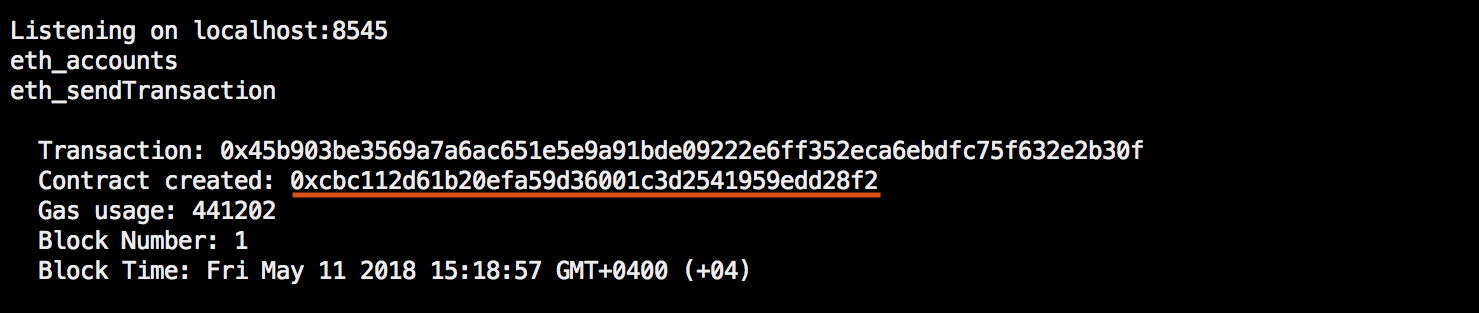 Listening on localhost:8545
eth_accounts
eth_sendTransaction
Transaction: 0x45b903be3569a7a6ac651e5e9a91bde09222e6ff352eca6ebdfc75f632e2b30f
Contract created: 0xcbc112d61b20efa59d36001c3d2541959edd28f2
Gas usage: 441202
Block Number: 1
Block Time: Fri May 11 2018 15:18:57 GMT+0400 (+04)